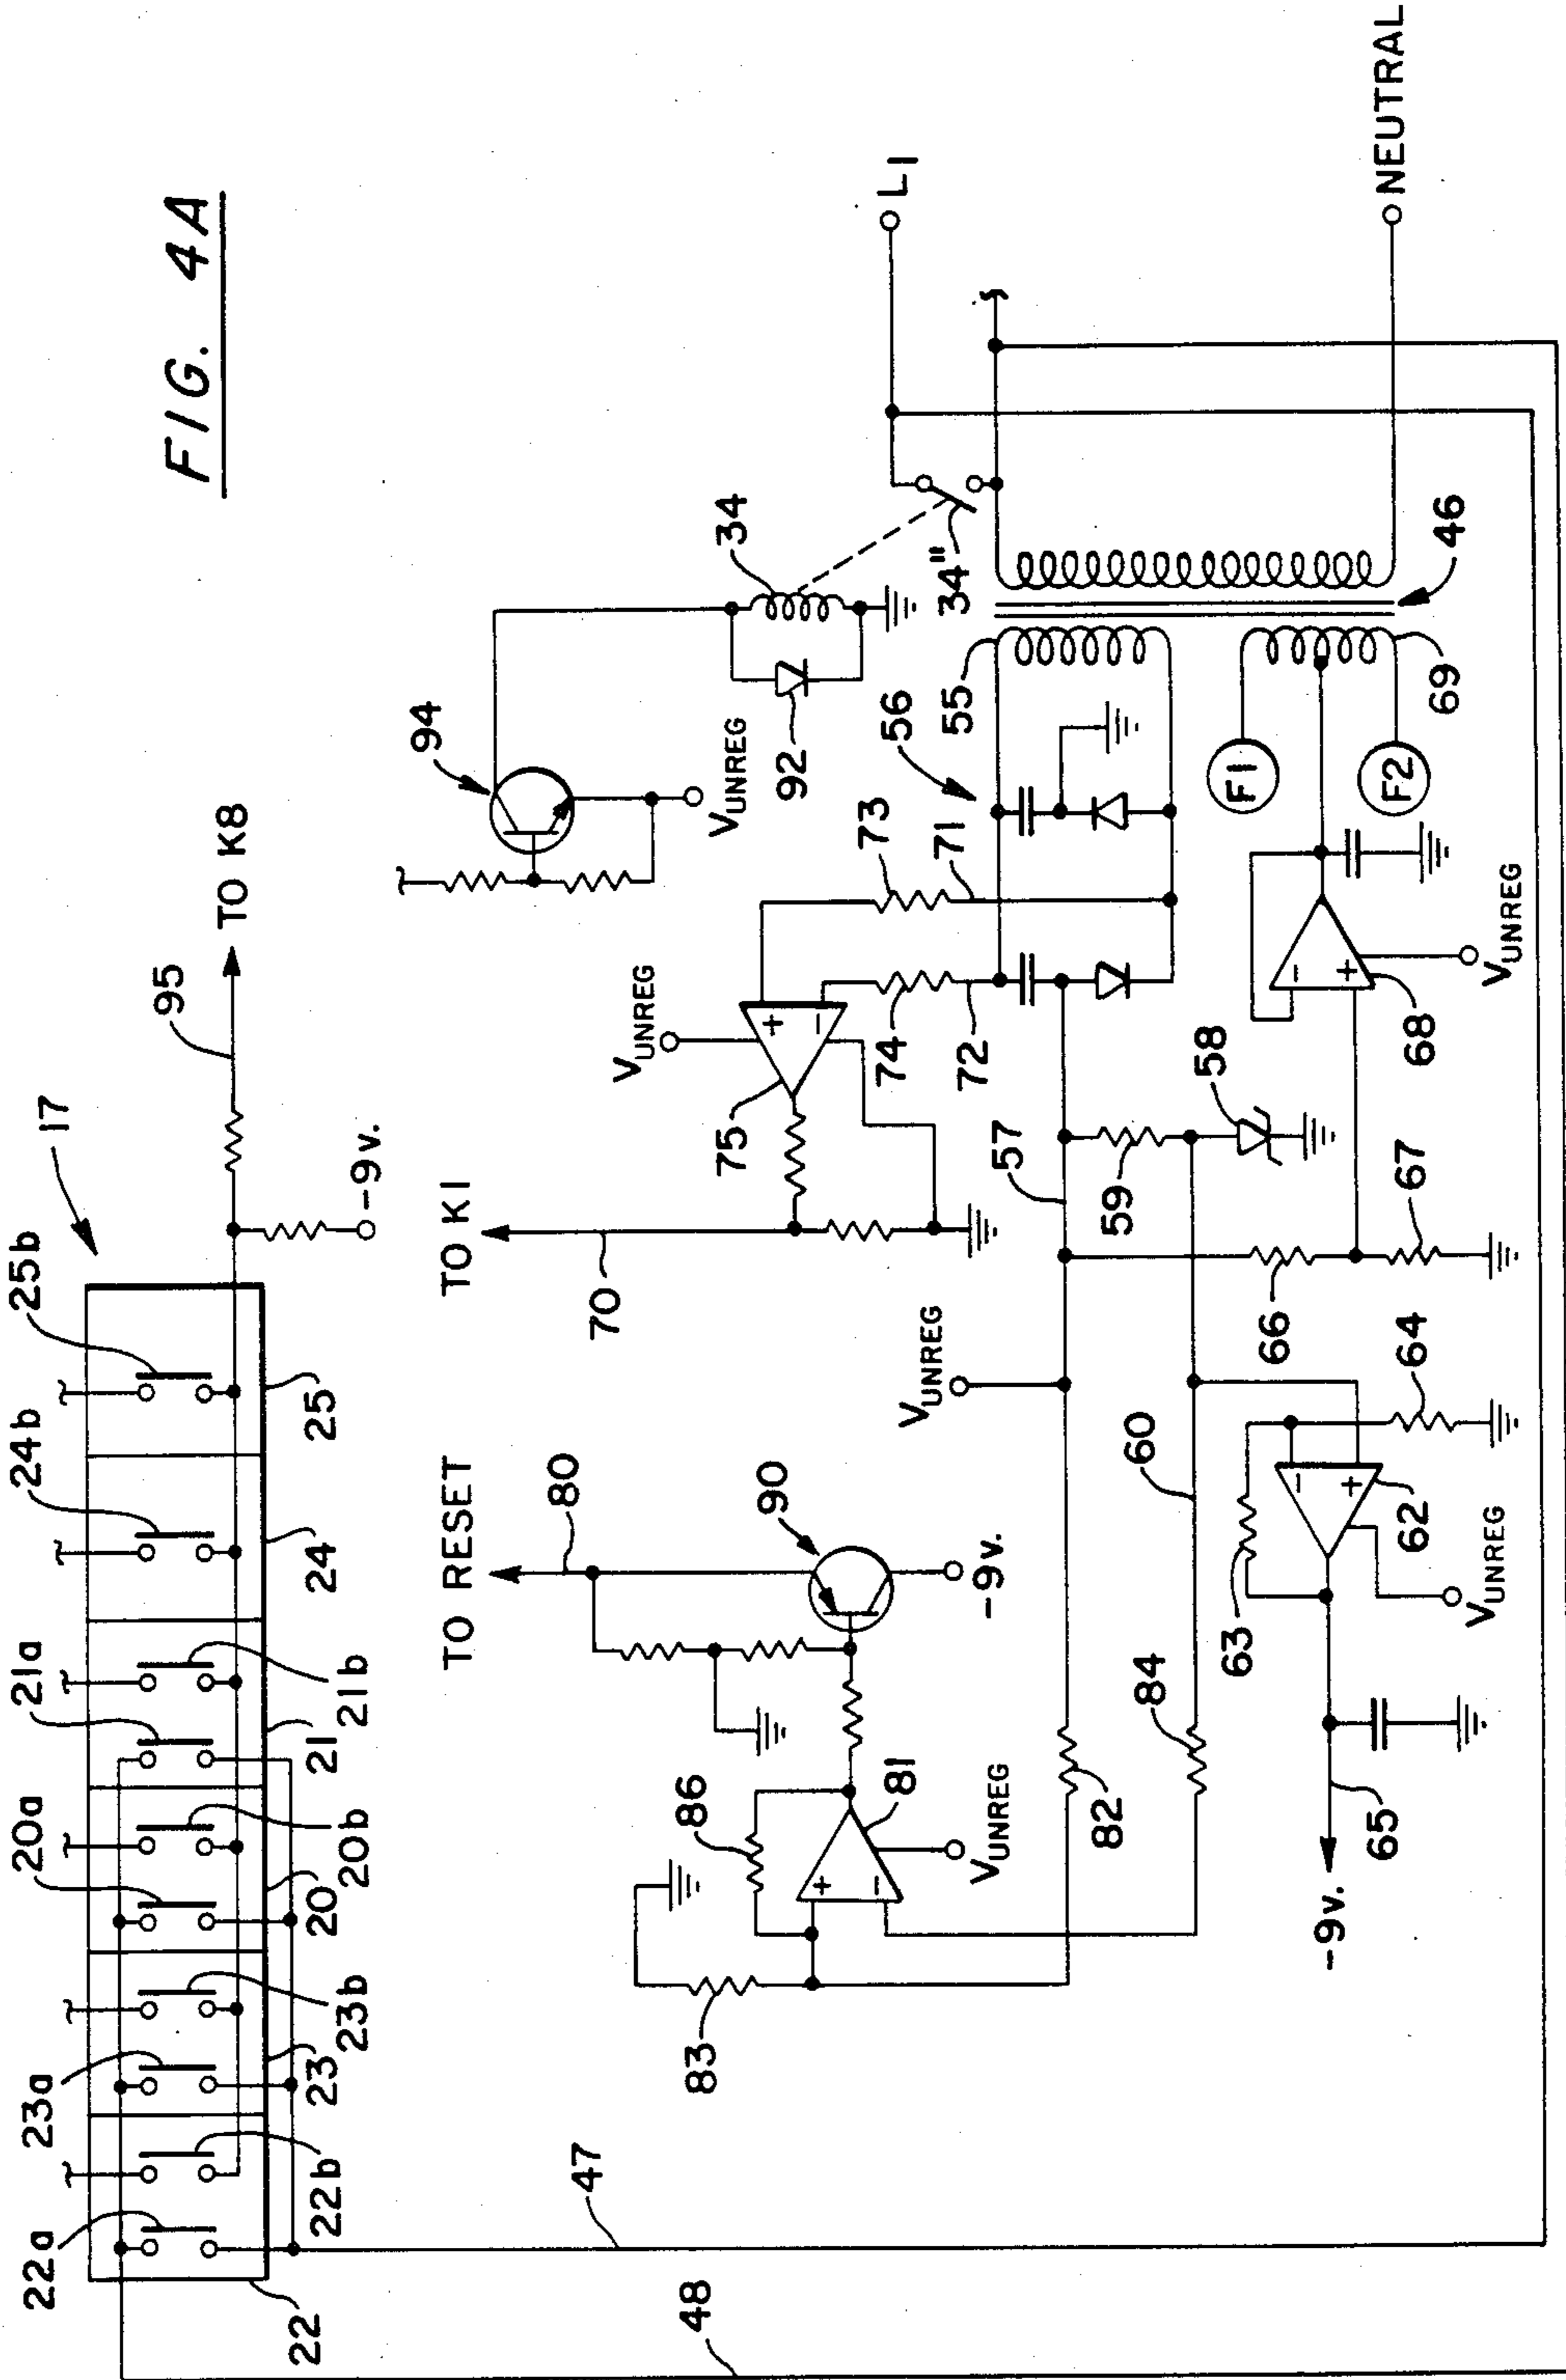 FIG. 4A
17
22a
23a
20a
21a
24b
25b
95
TO K8
-9v.
22
22b
23
23b
20
20b
21
21b
24
25
47
48
TO RESET
80
90
-9v.
83
86
81
VUNREG
82
84
TO K1
70
75
VUNREG
73
74
71
72
94
VUNREG
92
34
34"
L1
NEUTRAL
46
55
56
57
VUNREG
59
58
60
66
67
64
63
62
VUNREG
65
-9v.
68
VUNREG
69
F1
F2
+
-
+
-
-
+
-
+